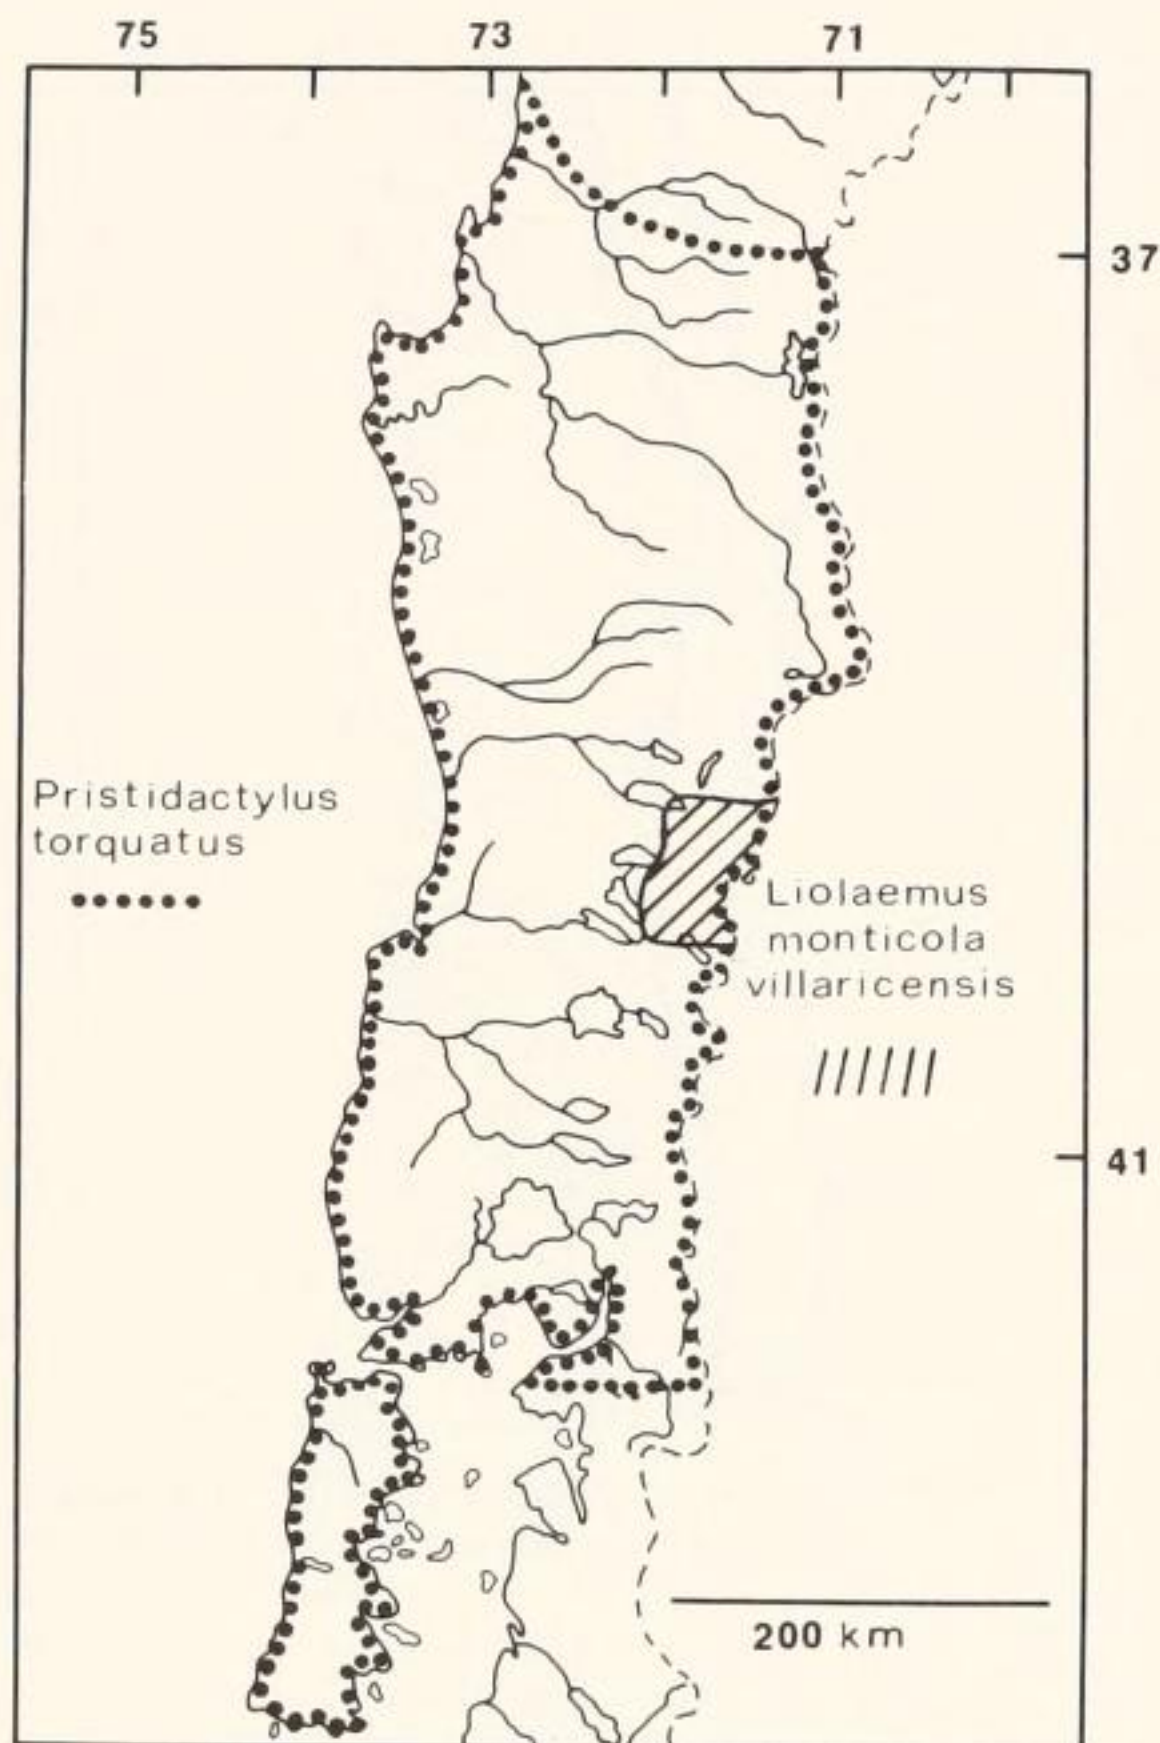 75 73 71
37
Pristidactylus
torquatus
Liolaemus
monticola
villaricensis
41
200 km